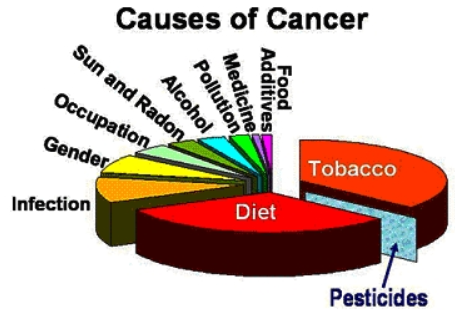 Causes of Cancer
Food
Additives
Medicine
Pollution
Alcohol
Sun and Radon
Occupation
Gender
Infection
Tobacco
Diet
Pesticides